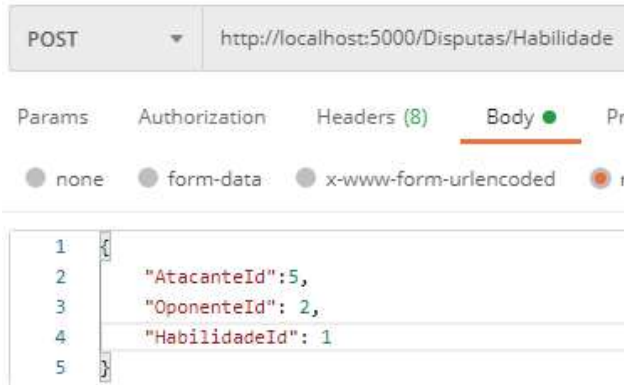 POST http://localhost:5000/Disputas/Habilidade
Params Authorization Headers (8) Body Pr
none form-data x-www-form-urlencoded
1 {
2 "AtacanteId":5,
3 "OponenteId": 2,
4 "HabilidadeId": 1
5 }